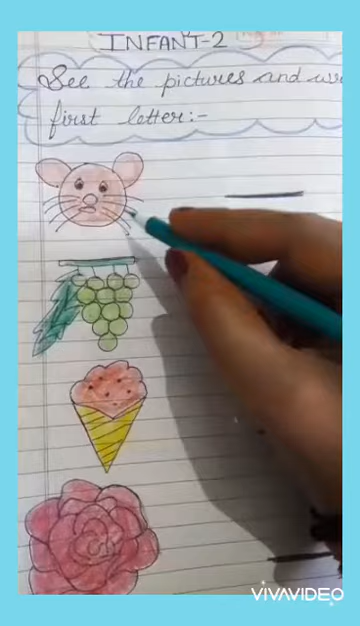 INFANT-2
See the pictures and
first letter:-
VIVAVIDEO